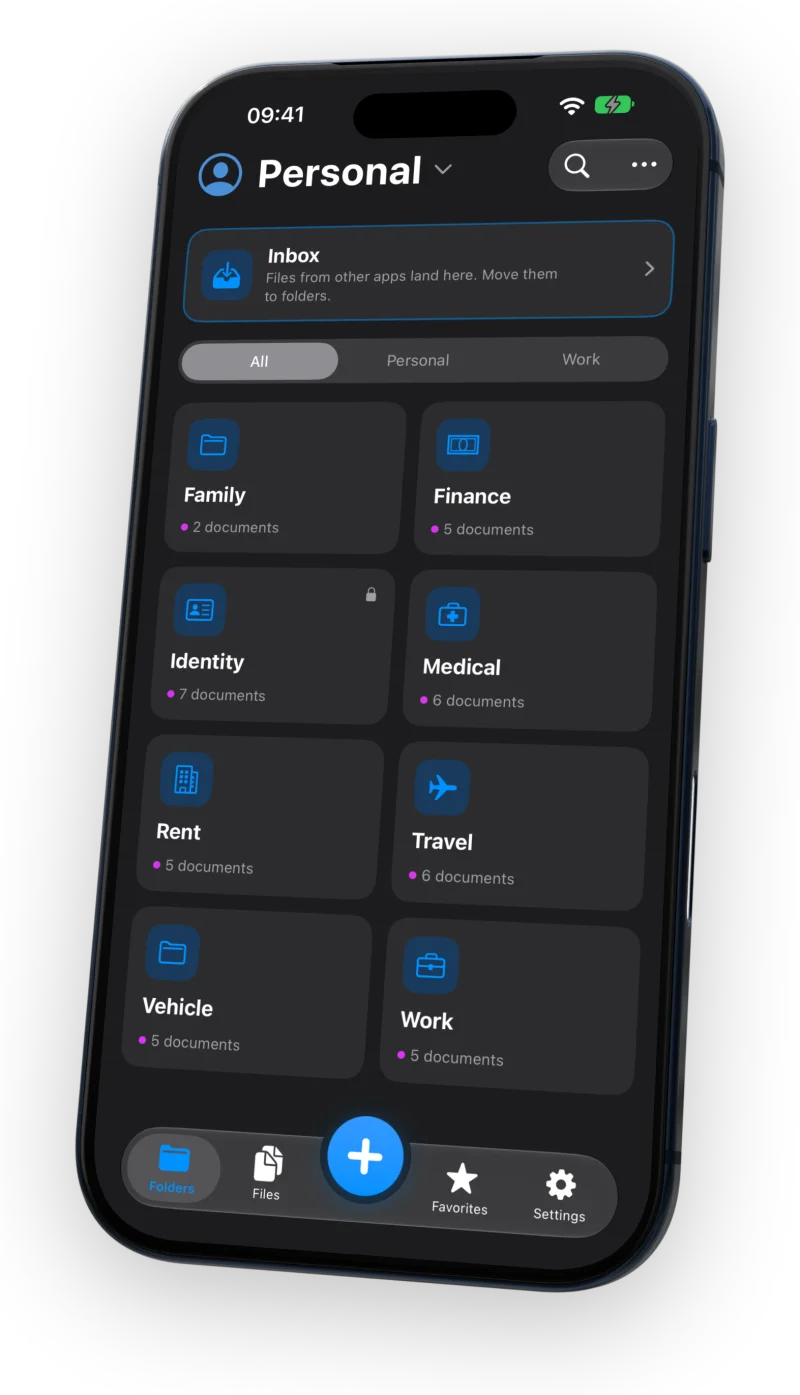 09:41
Personal
Inbox
Files from other apps land here. Move them
to folders.
All Personal Work
Family
2 documents
Finance
5 documents
Identity
7 documents
Medical
6 documents
Rent
5 documents
Travel
6 documents
Vehicle
5 documents
Work
5 documents
Folders
Files
Favorites
Settings